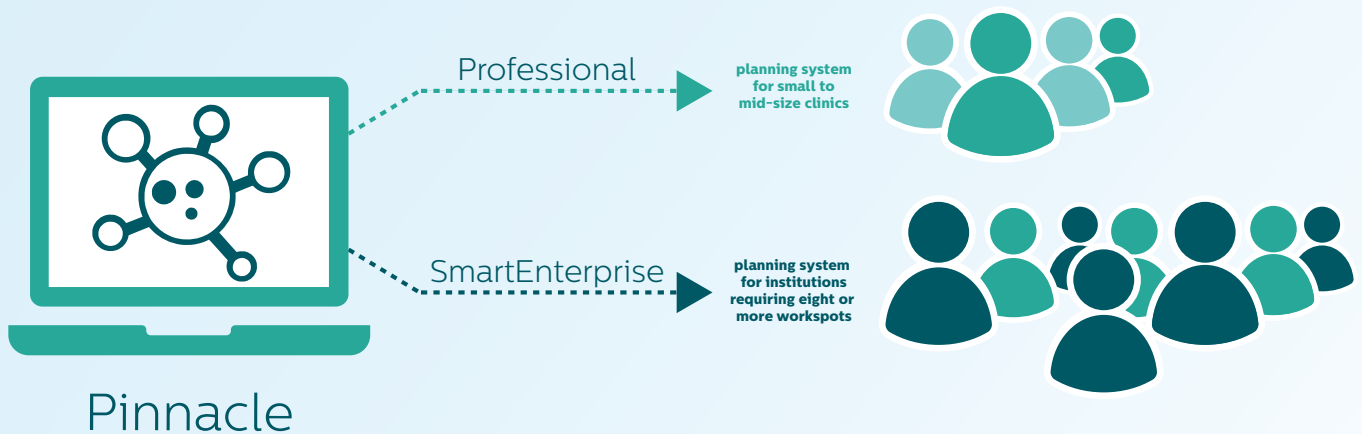 Professional
planning system
for small to
mid-size clinics
SmartEnterprise
planning system
for institutions
requiring eight or
more workspots
Pinnacle